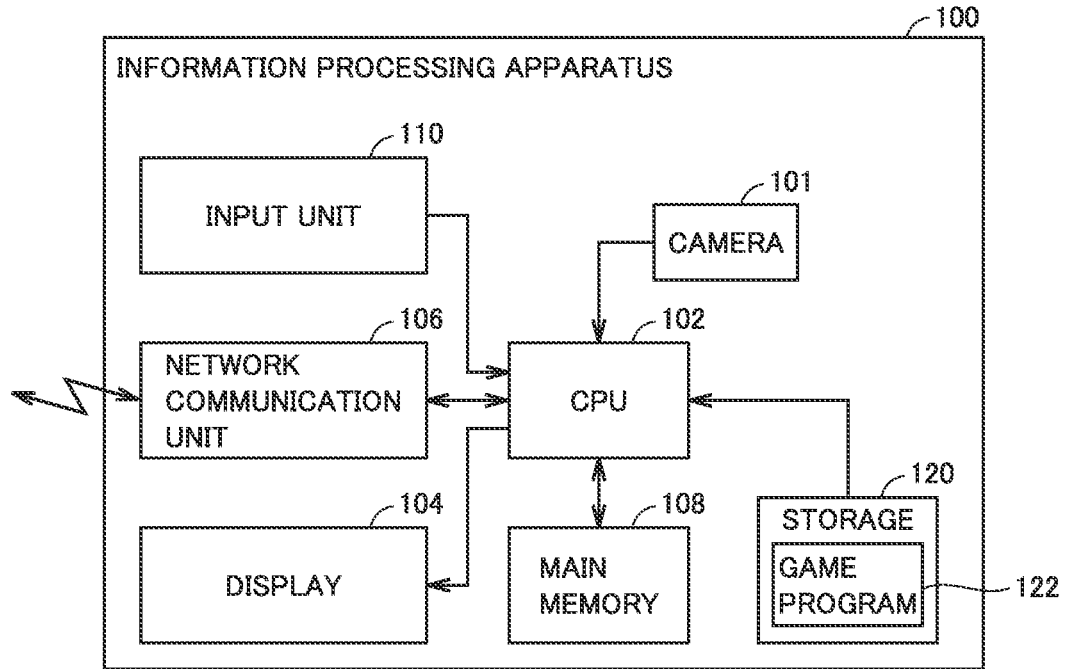 100
INFORMATION PROCESSING APPARATUS
110
INPUT UNIT
101
CAMERA
106
NETWORK
COMMUNICATION
UNIT
102
CPU
104
DISPLAY
108
MAIN
MEMORY
120
STORAGE
GAME
PROGRAM
122